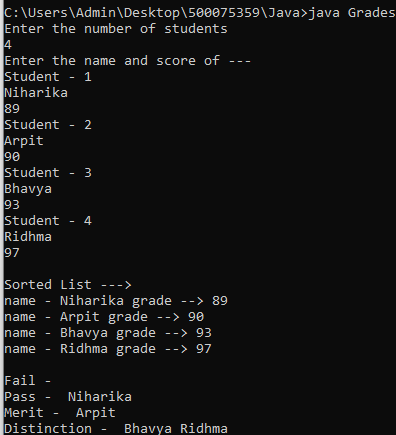 C:\Users\Admin\Desktop\500075359\Java>java Grades
Enter the number of students
4
Enter the name and score of ---
Student - 1
Niharika
89
Student - 2
Arpit
90
Student - 3
Bhavya
93
Student - 4
Ridhma
97
Sorted List --->
name - Niharika grade --> 89
name - Arpit grade --> 90
name - Bhavya grade --> 93
name - Ridhma grade --> 97
Fail -
Pass -  Niharika
Merit -  Arpit
Distinction -  Bhavya Ridhma